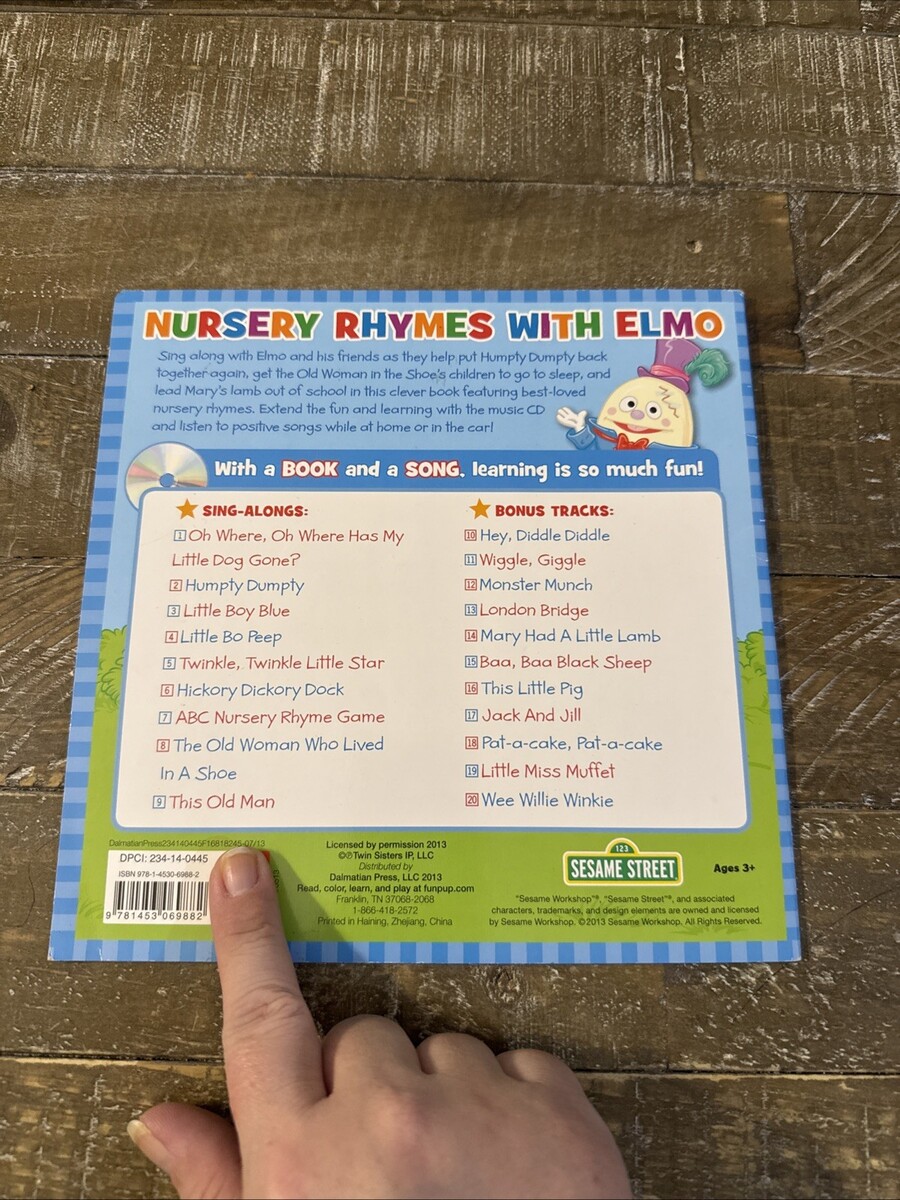 NURSERY RHYMES WITH ELMO
Sing along with Elmo and his friends as they help put Humpty Dumpty back
together again, get the Old Woman in the Shoe's children to go to sleep, and
lead Mary's lamb out of school in this clever book featuring best-loved
nursery rhymes. Extend the fun and learning with the music CD
and listen to positive songs while at home or in the car!
With a BOOK and a SONG, learning is so much fun!
SING-ALONGS:
1 Oh Where, Oh Where Has My
Little Dog Gone?
2 Humpty Dumpty
3 Little Boy Blue
4 Little Bo Peep
5 Twinkle, Twinkle Little Star
6 Hickory Dickory Dock
7 ABC Nursery Rhyme Game
8 The Old Woman Who Lived
In A Shoe
9 This Old Man
BONUS TRACKS:
10 Hey, Diddle Diddle
11 Wiggle, Giggle
12 Monster Munch
13 London Bridge
14 Mary Had A Little Lamb
15 Baa, Baa Black Sheep
16 This Little Pig
17 Jack And Jill
18 Pat-a-cake, Pat-a-cake
19 Little Miss Muffet
20 Wee Willie Winkie
DalmatianPress234140445F16818245-07/13
DPCI: 234-14-0445
ISBN 978-1-4530-6988-2
9 781453 069882
Licensed by permission 2013
©℗Twin Sisters IP, LLC
Distributed by
Dalmatian Press, LLC 2013
Read, color, learn, and play at funpup.com
Franklin, TN 37068-2068
1-866-418-2572
Printed in Haining, Zhejiang, China
123
SESAME STREET
Ages 3+
"Sesame Workshop"®, "Sesame Street"®, and associated
characters, trademarks, and design elements are owned and licensed
by Sesame Workshop. ©2013 Sesame Workshop. All Rights Reserved.